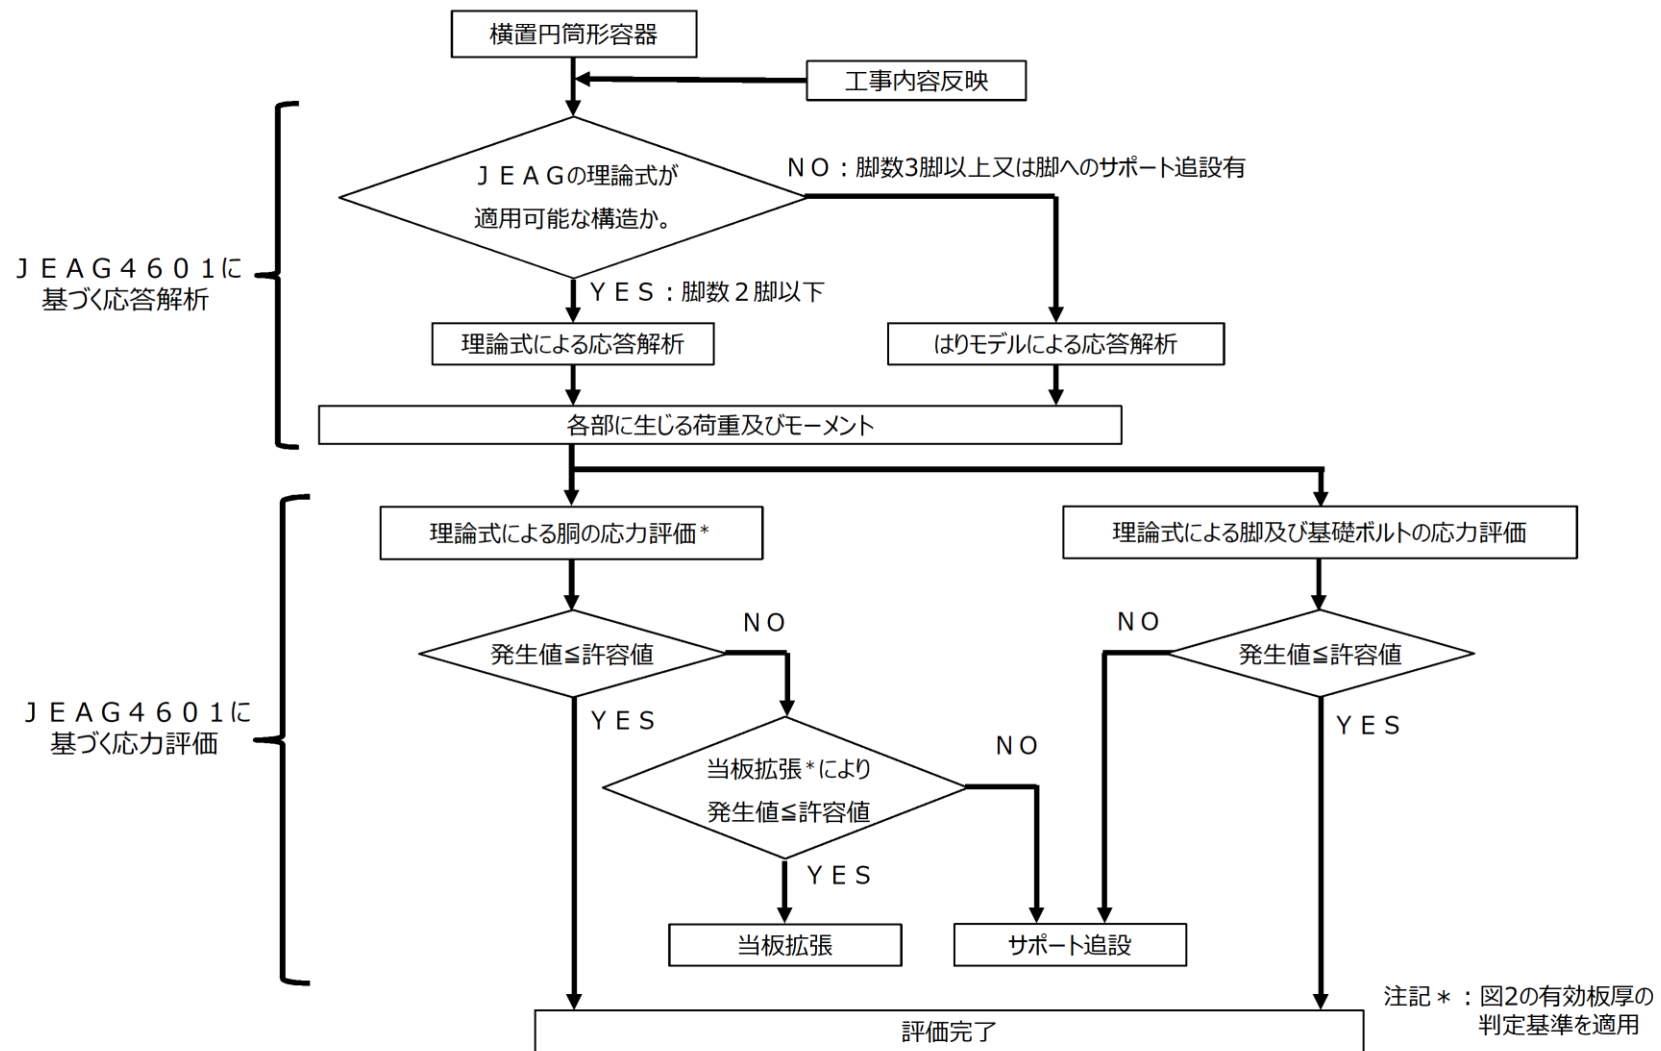 横置円筒形容器
工事内容反映
ＪＥＡＧの理論式が
適用可能な構造か。
ＮＯ：脚数3脚以上又は脚へのサポート追設有
ＪＥＡＧ４６０１に
基づく応答解析
ＹＥＳ：脚数２脚以下
理論式による応答解析
はりモデルによる応答解析
各部に生じる荷重及びモーメント
理論式による胴の応力評価*
理論式による脚及び基礎ボルトの応力評価
ＮＯ
ＮＯ
発生値≦許容値
発生値≦許容値
ＪＥＡＧ４６０１に
基づく応力評価
ＹＥＳ
ＹＥＳ
ＮＯ
当板拡張*により
発生値≦許容値
ＹＥＳ
当板拡張
サポート追設
注記＊：図2の有効板厚の
判定基準を適用
評価完了